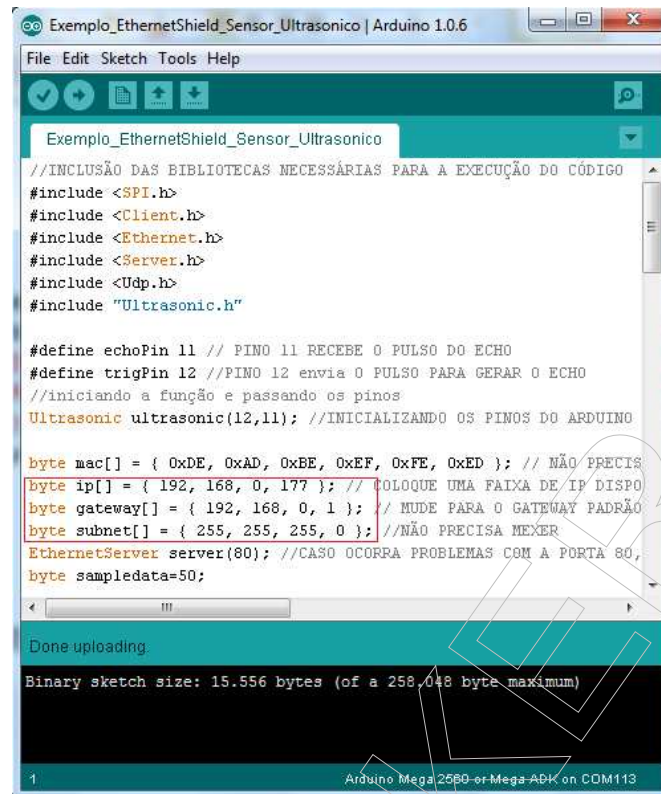 Exemplo_EthernetShield_Sensor_Ultrasonico | Arduino 1.0.6
File Edit Sketch Tools Help
Exemplo_EthernetShield_Sensor_Ultrasonico
//INCLUSÃO DAS BIBLIOTECAS NECESSÁRIAS PARA A EXECUÇÃO DO CÓDIGO
#include <SPI.h>
#include <Client.h>
#include <Ethernet.h>
#include <Server.h>
#include <Udp.h>
#include "Ultrasonic.h"
#define echoPin 11 // PINO 11 RECEBE O PULSO DO ECHO
#define trigPin 12 //PINO 12 envia O PULSO PARA GERAR O ECHO
//iniciando a função e passando os pinos
Ultrasonic ultrasonic(12,11); //INICIALIZANDO OS PINOS DO ARDUINO
byte mac[] = { 0xDE, 0xAD, 0xBE, 0xEF, 0xFE, 0xED }; // NÃO PRECIS
byte ip[] = { 192, 168, 0, 177 }; // COLOQUE UMA FAIXA DE IP DISPO
byte gateway[] = { 192, 168, 0, 1 }; // MUDE PARA O GATEWAY PADRÃO
byte subnet[] = { 255, 255, 255, 0 }; //NÃO PRECISA MEXER
EthernetServer server(80); //CASO OCORRA PROBLEMAS COM A PORTA 80,
byte sampledata=50;
Done uploading.
Binary sketch size: 15.556 bytes (of a 258.048 byte maximum)
1 Arduino Mega 2560 or Mega ADK on COM113